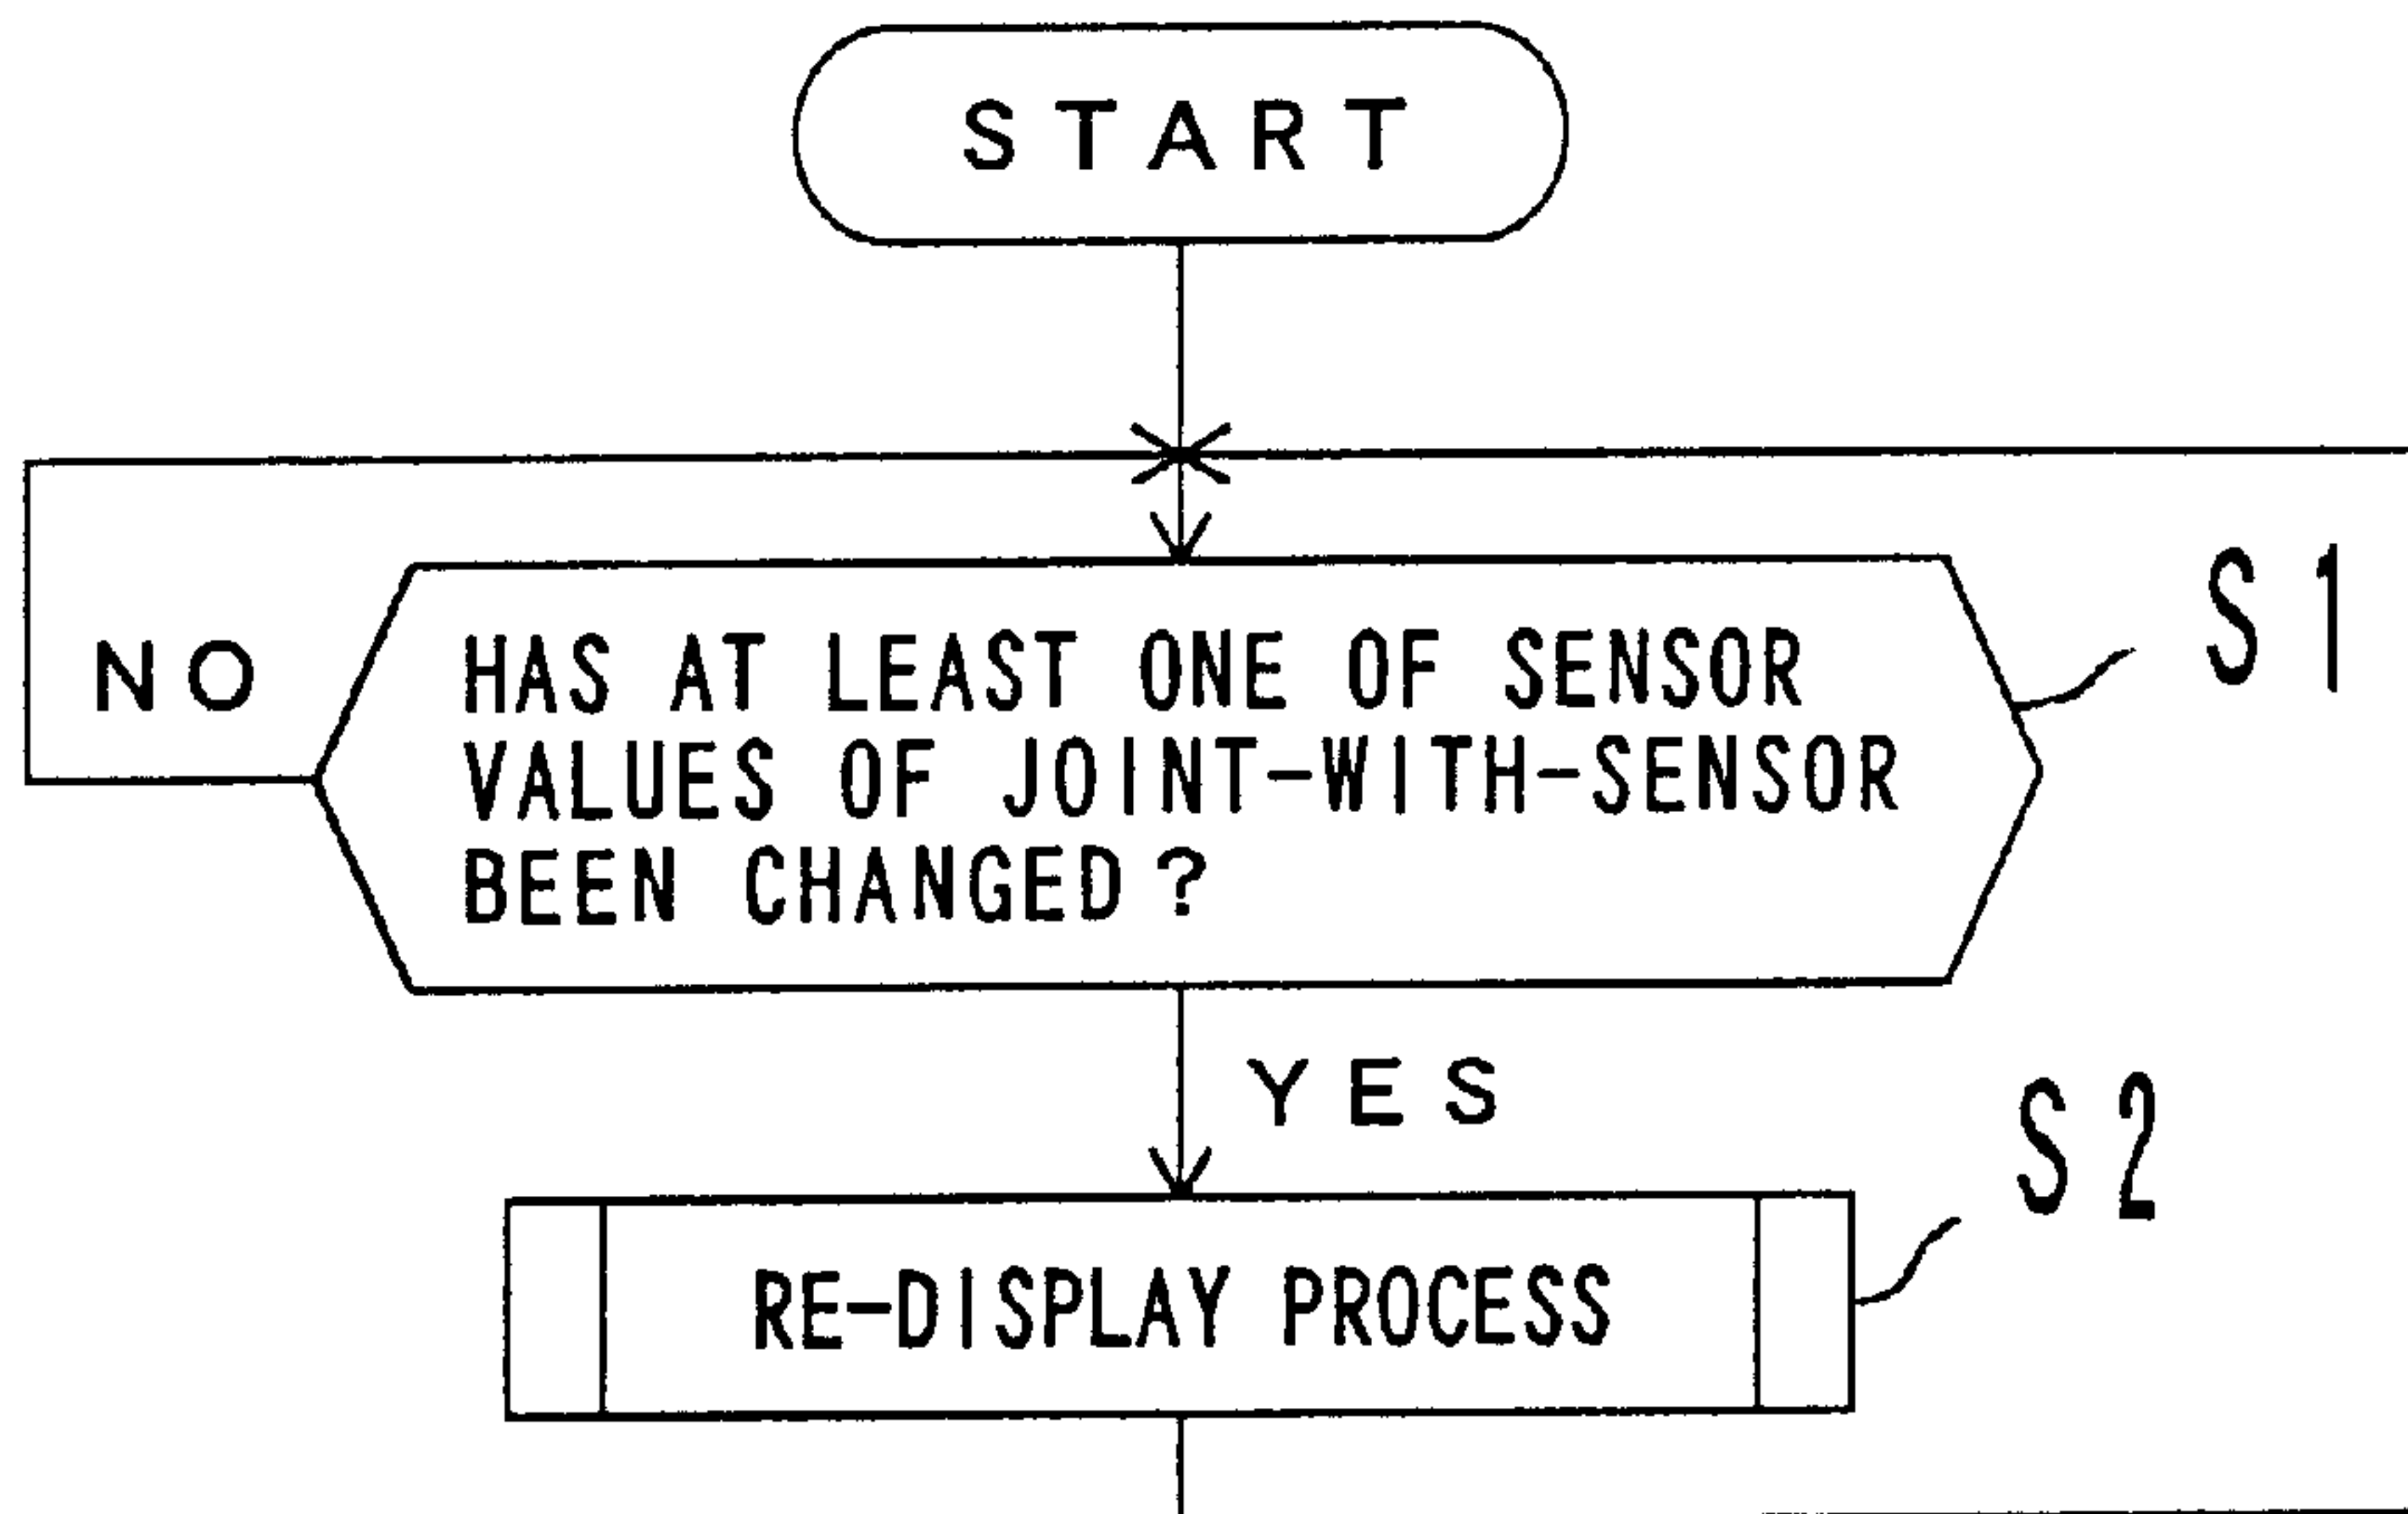 START
S1
NO
HAS AT LEAST ONE OF SENSOR
VALUES OF JOINT-WITH-SENSOR
BEEN CHANGED?
YES
S2
RE-DISPLAY PROCESS